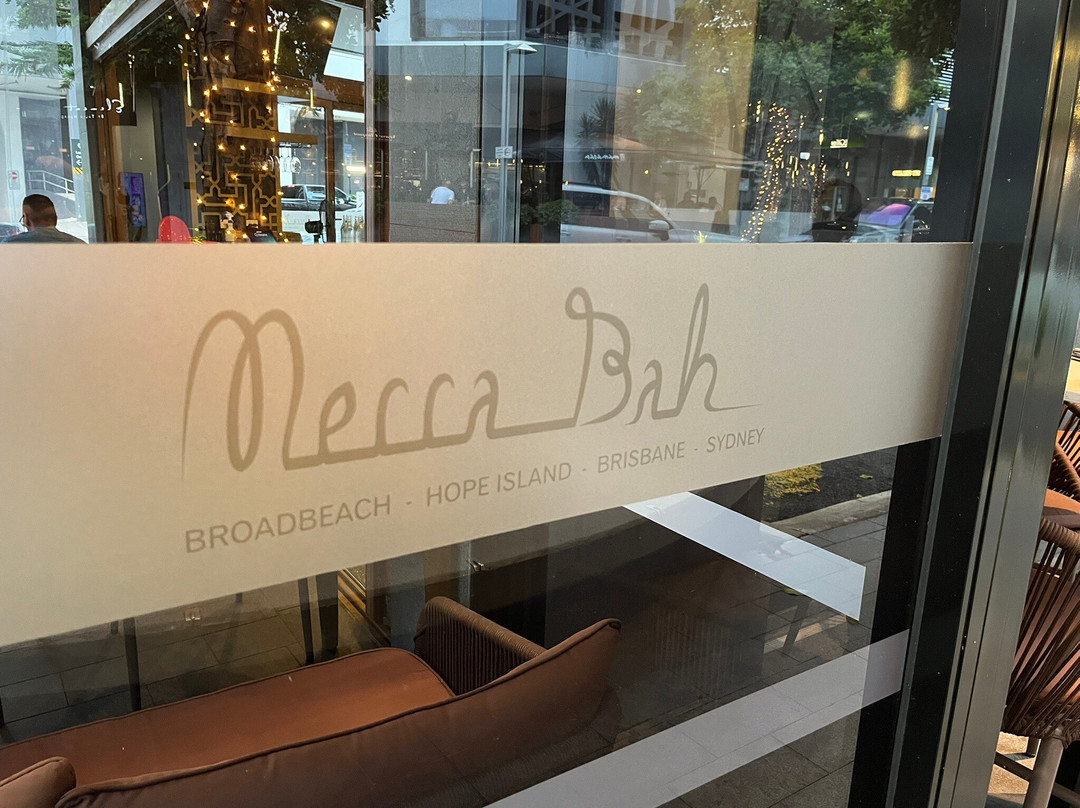 Mecca Bah
BROADBEACH - HOPE ISLAND - BRISBANE - SYDNEY